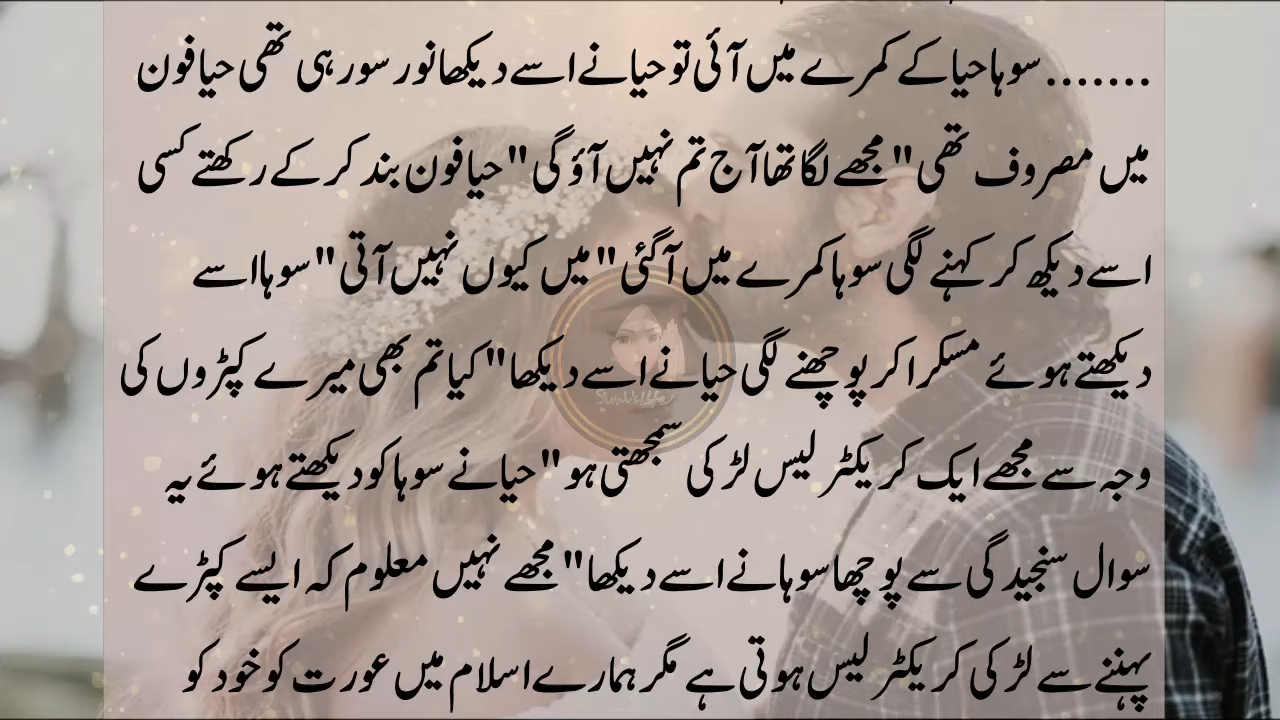 .......سوہا حیا کے کمرے میں آئی تو حیا نے اسے دیکھا نور سو رہی تھی حیا فون
میں مصروف تھی "مجھے لگا تھا آج تم نہیں آؤ گی" حیا فون بند کر کے رکھتے کسی
اسے دیکھ کر کہنے لگی سوہا کمرے میں آ گئی "میں کیوں نہیں آتی" سوہا اسے
دیکھتے ہوئے مسکرا کر پوچھنے لگی حیا نے اسے دیکھا "کیا تم بھی میرے کپڑوں کی
وجہ سے مجھے ایک کریکٹر لیس لڑکی سمجھتی ہو" حیا نے سوہا کو دیکھتے ہوئے یہ
سوال سنجیدگی سے پوچھا سوہا نے اسے دیکھا "مجھے نہیں معلوم کہ ایسے کپڑے
پہننے سے لڑکی کریکٹر لیس ہوتی ہے مگر ہمارے اسلام میں عورت کو خود کو